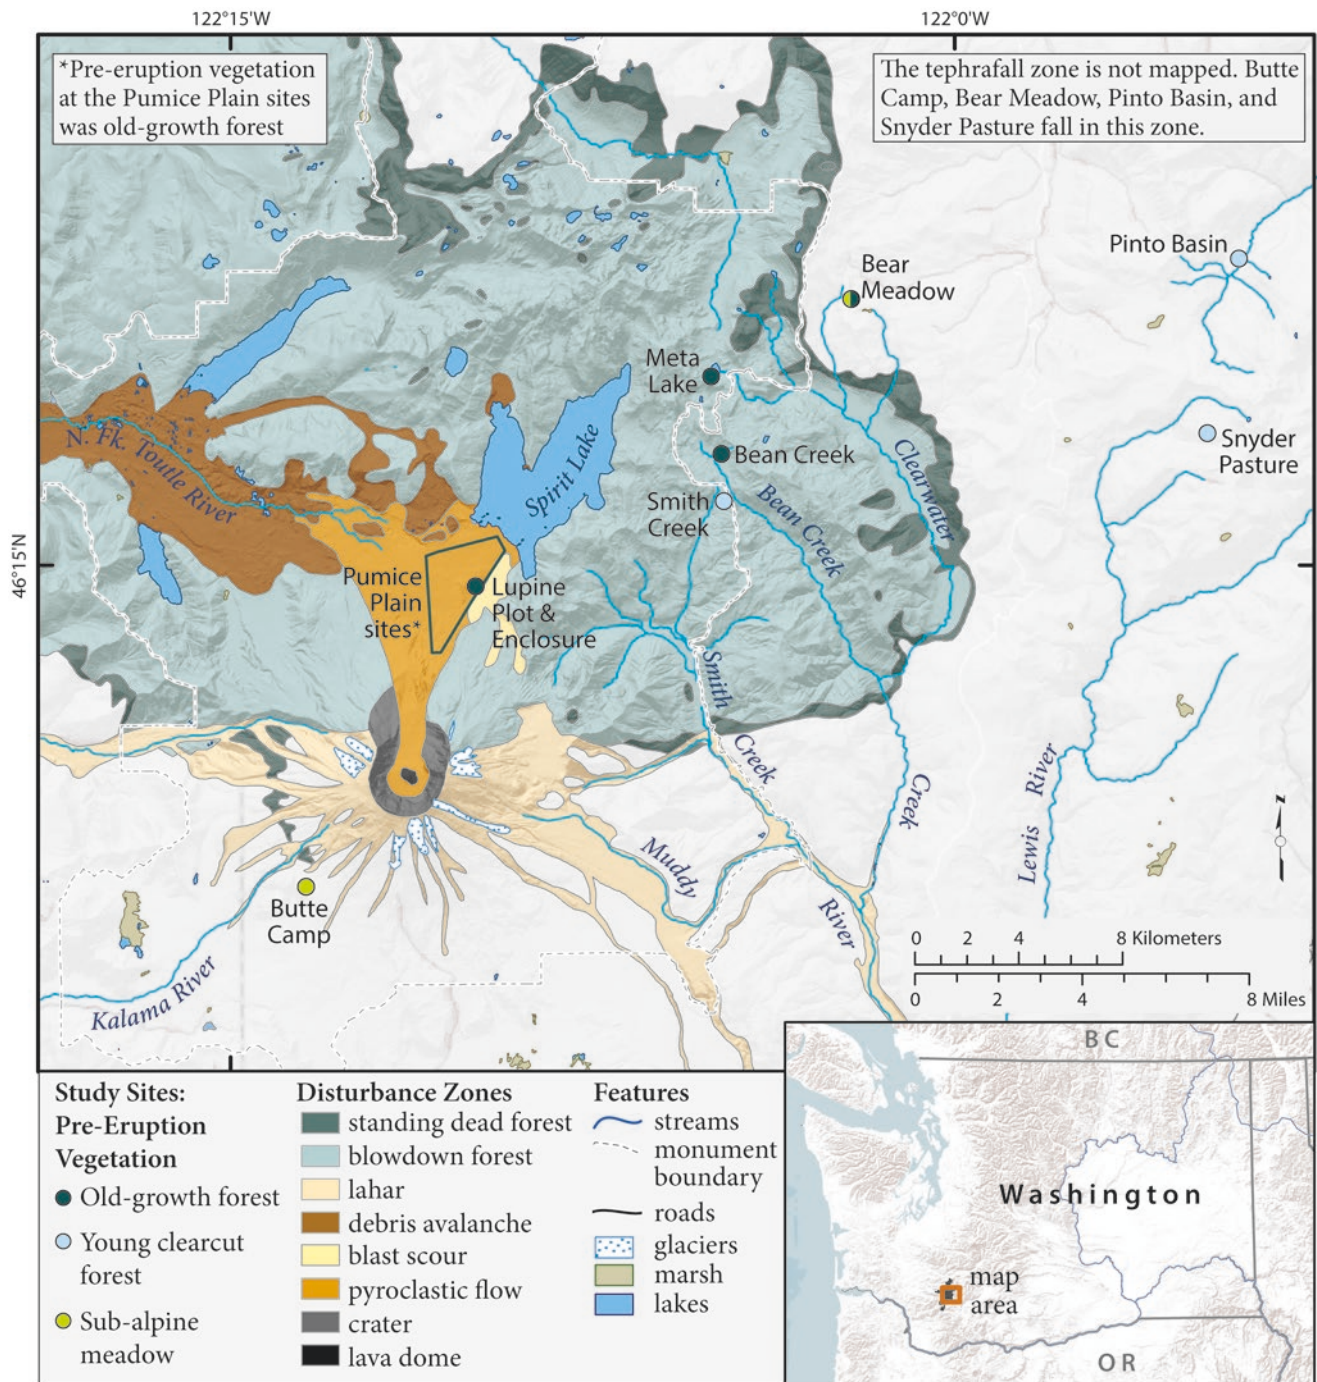 122°15'W
122°0'W
*Pre-eruption vegetation
at the Pumice Plain sites
was old-growth forest
The tephrafall zone is not mapped. Butte
Camp, Bear Meadow, Pinto Basin, and
Snyder Pasture fall in this zone.
Pinto Basin
Bear
Meadow
Meta
Lake
N. Fk. Toutle River
Spirit Lake
Bean Creek
Clearwater
Snyder
Pasture
Smith
Creek
Bean Creek
46°15'N
Pumice
Plain
sites*
Lupine
Plot &
Enclosure
Smith
Creek
Creek
Lewis River
Muddy
River
Butte
Camp
Kalama River
z
0 2 4 8 Kilometers
0 2 4 8 Miles
Study Sites:
Pre-Eruption
Vegetation
Old-growth forest
Young clearcut
forest
Sub-alpine
meadow
Disturbance Zones
standing dead forest
blowdown forest
lahar
debris avalanche
blast scour
pyroclastic flow
crater
lava dome
Features
streams
monument
boundary
roads
glaciers
marsh
lakes
BC
Washington
map
area
OR